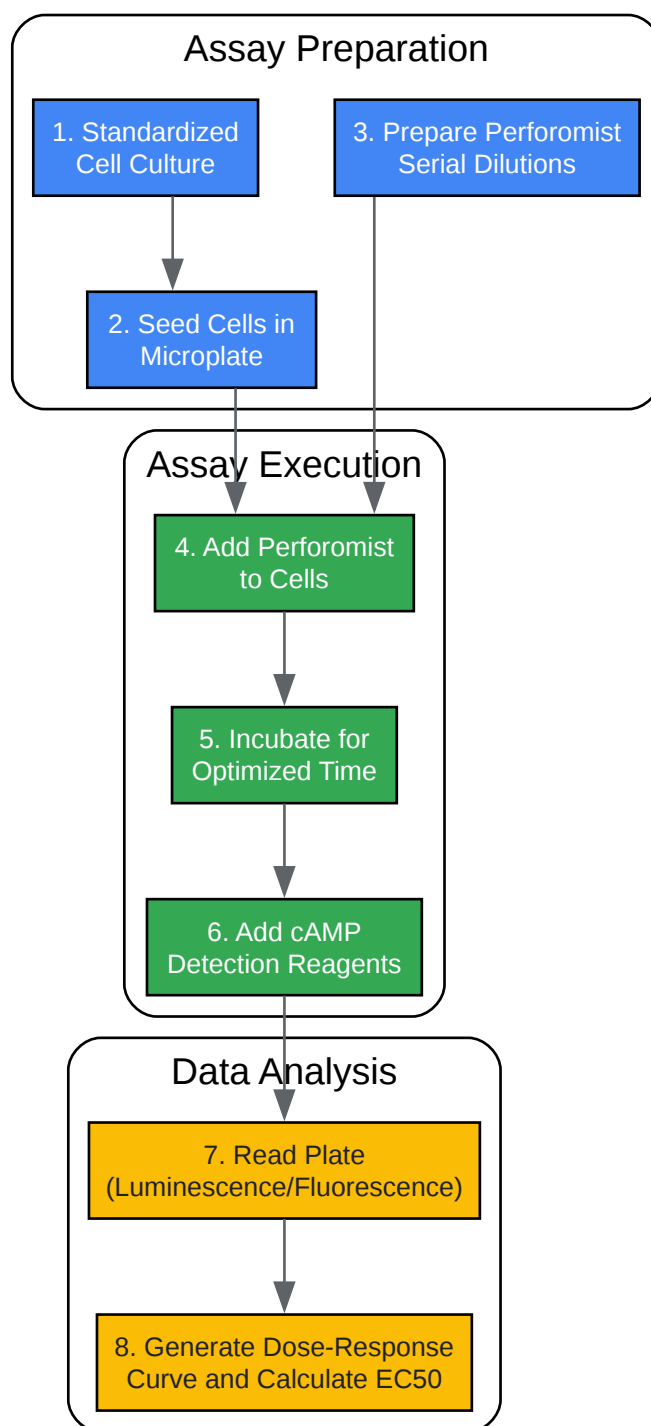 Assay Preparation
1. Standardized
Cell Culture
3. Prepare Perforomist
Serial Dilutions
2. Seed Cells in
Microplate
Assay Execution
4. Add Perforomist
to Cells
5. Incubate for
Optimized Time
6. Add cAMP
Detection Reagents
Data Analysis
7. Read Plate
(Luminescence/Fluorescence)
8. Generate Dose-Response
Curve and Calculate EC50